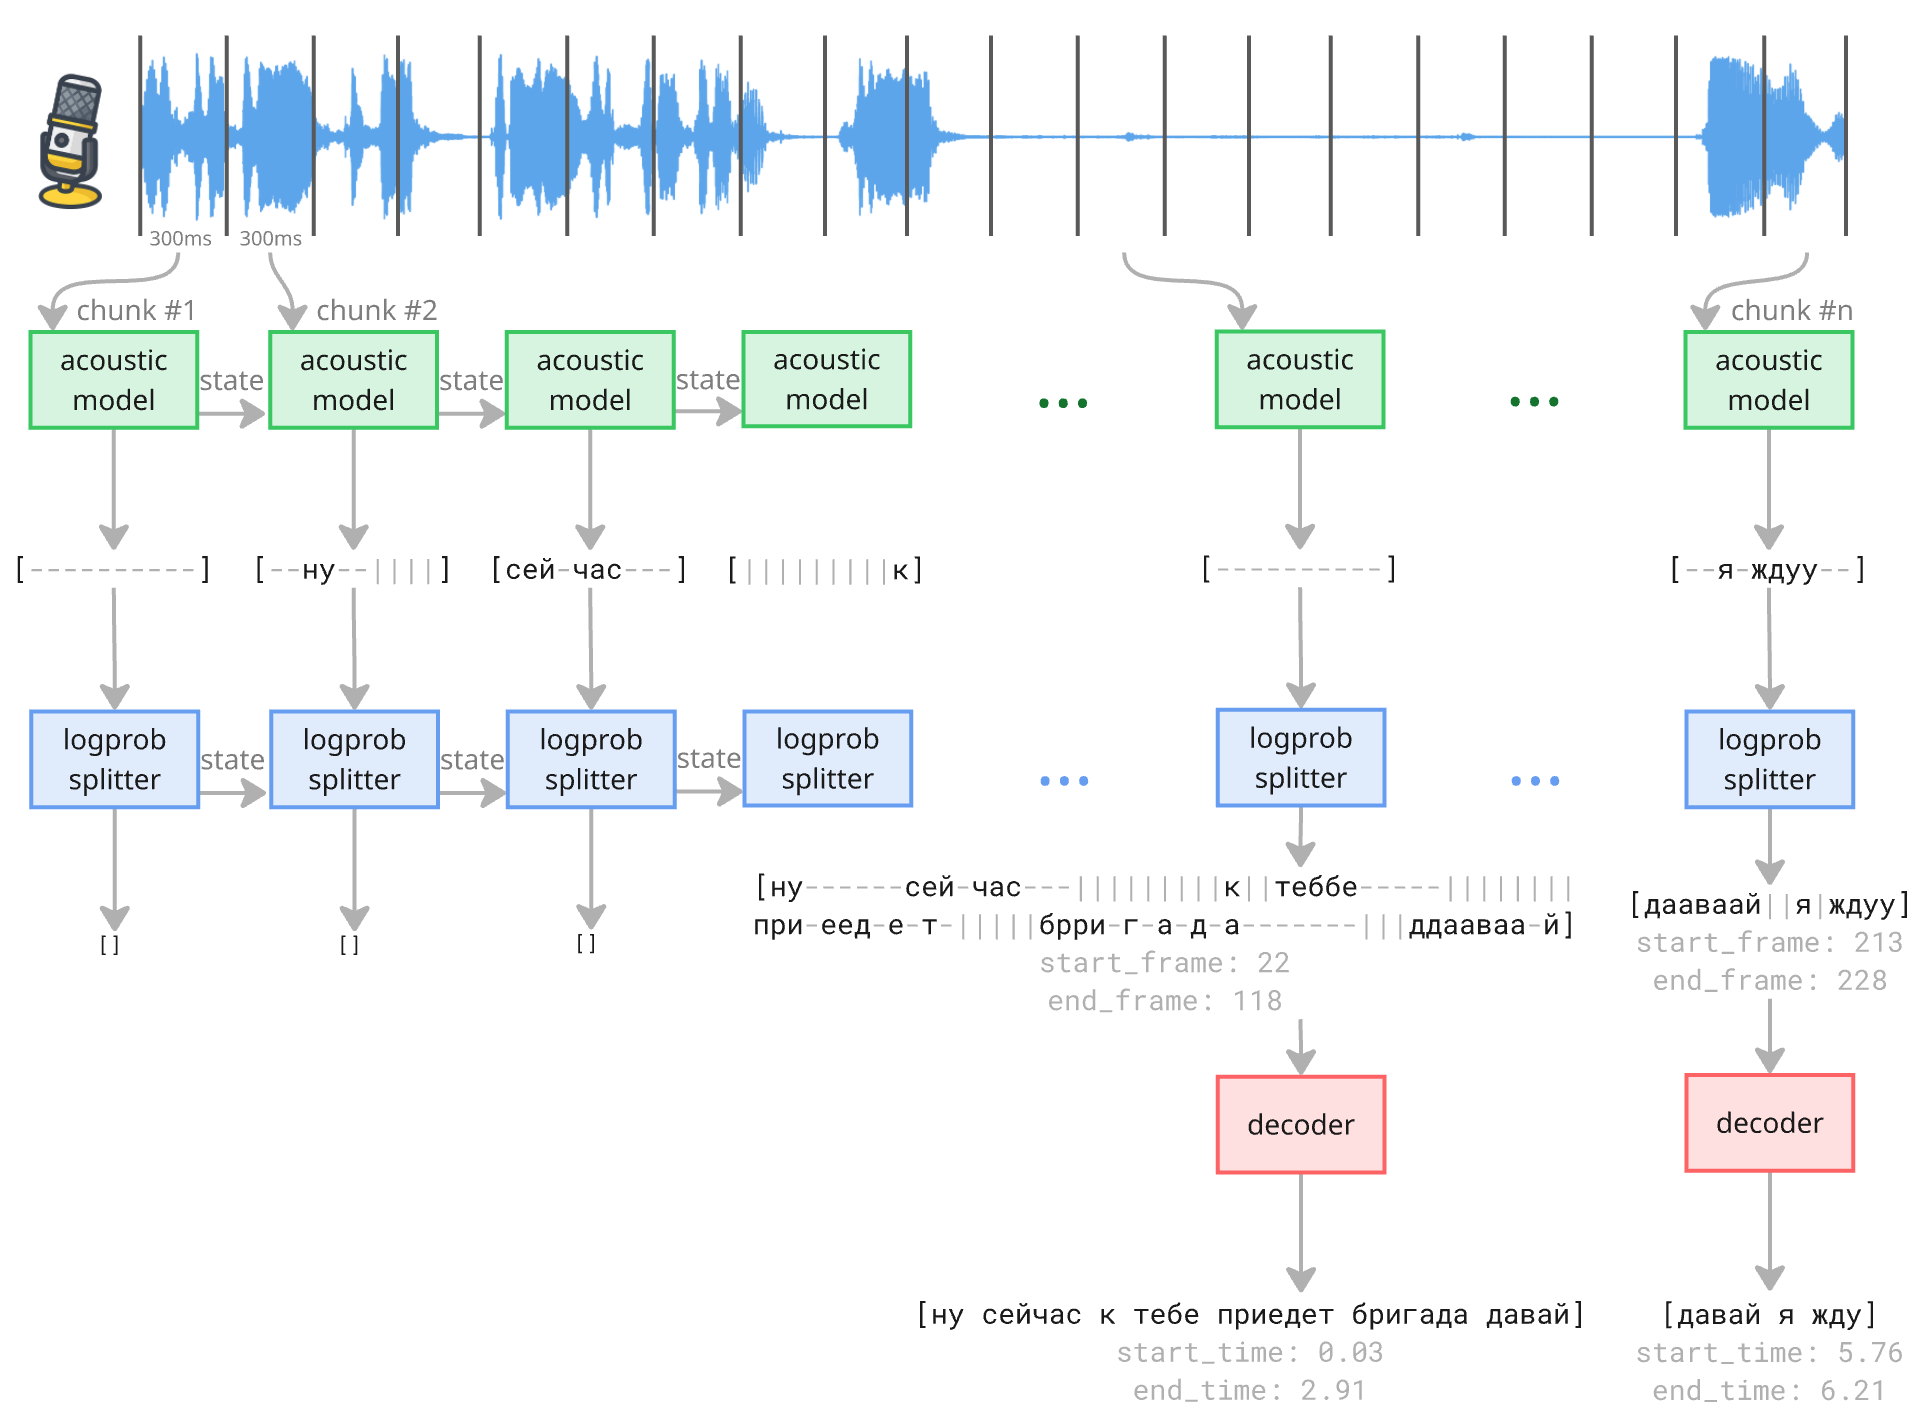 300ms 300ms
chunk #1 chunk #2 chunk #n
acoustic model state acoustic model state acoustic model state acoustic model ... acoustic model ... acoustic model
[----------] [--ну--||||] [сей-час---] [|||||||||к] [----------] [--я-ждуу--]
logprob splitter state logprob splitter state logprob splitter state logprob splitter ... logprob splitter ... logprob splitter
[] [] []
[ну------сей-час---|||||||||к||теббе-----||||||||
при-еед-е-т-|||||брри-г-а-д-а-------|||ддааваа-й]
start_frame: 22
end_frame: 118
[дааваай||я|ждуу]
start_frame: 213
end_frame: 228
decoder decoder
[ну сейчас к тебе приедет бригада давай]
start_time: 0.03
end_time: 2.91
[давай я жду]
start_time: 5.76
end_time: 6.21